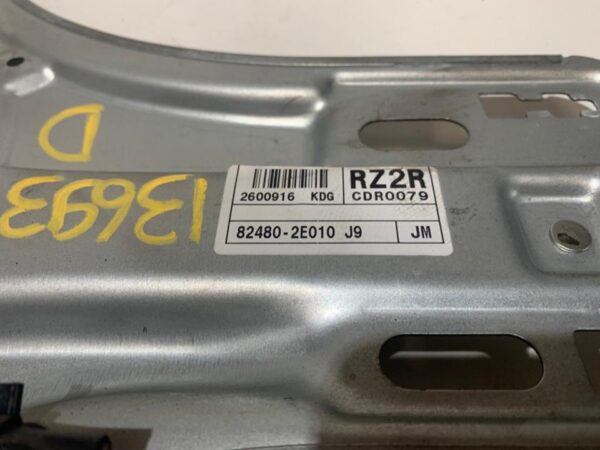 D
13693
RZ2R
2600916 KDG CDR0079
82480-2E010 J9 JM